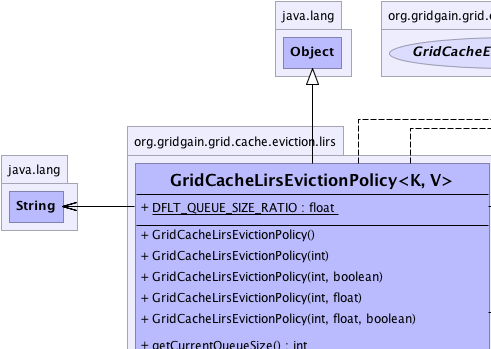 java.lang
Object
org.gridgain.grid.
GridCacheE
org.gridgain.grid.cache.eviction.lirs
java.lang
String
GridCacheLirsEvictionPolicy<K, V>
+ DFLT_QUEUE_SIZE_RATIO : float
+ GridCacheLirsEvictionPolicy()
+ GridCacheLirsEvictionPolicy(int)
+ GridCacheLirsEvictionPolicy(int, boolean)
+ GridCacheLirsEvictionPolicy(int, float)
+ GridCacheLirsEvictionPolicy(int, float, boolean)
+ getCurrentQueueSize() : int